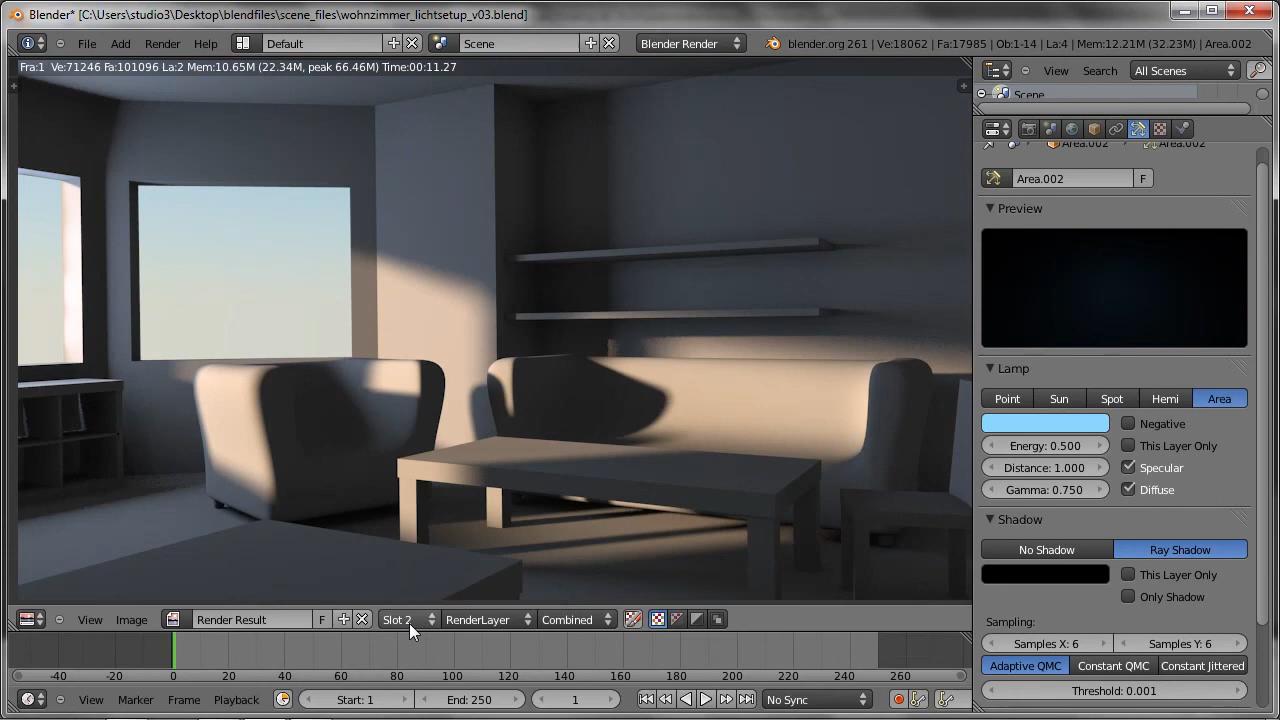 Blender* [C:\Users\studio3\Desktop\blendfiles\scene_files\wohnzimmer_lichtsetup_v03.blend]
File Add Render Help Default Scene Blender Render blender.org 261 | Ve:18062 | Fa:17985 | Ob:1-14 | La:4 | Mem:12.21M (32.23M) | Area.002
Fra:1 Ve:71246 Fa:101096 La:2 Mem:10.65M (22.34M, peak 66.46M) Time:00:11.27
View Search All Scenes
Scene
Area.002 Area.002
Area.002 F
Preview
Lamp
Point Sun Spot Hemi Area
Negative
Energy: 0.500 This Layer Only
Distance: 1.000 Specular
Gamma: 0.750 Diffuse
Shadow
No Shadow Ray Shadow
This Layer Only
Only Shadow
Sampling:
Samples X: 6 Samples Y: 6
Adaptive QMC Constant QMC Constant Jittered
Threshold: 0.001
View Image Render Result F Slot 2 RenderLayer Combined
-40 -20 0 20 40 60 80 100 120 140 160 180 200 220 240 260
View Marker Frame Playback Start: 1 End: 250 1 No Sync